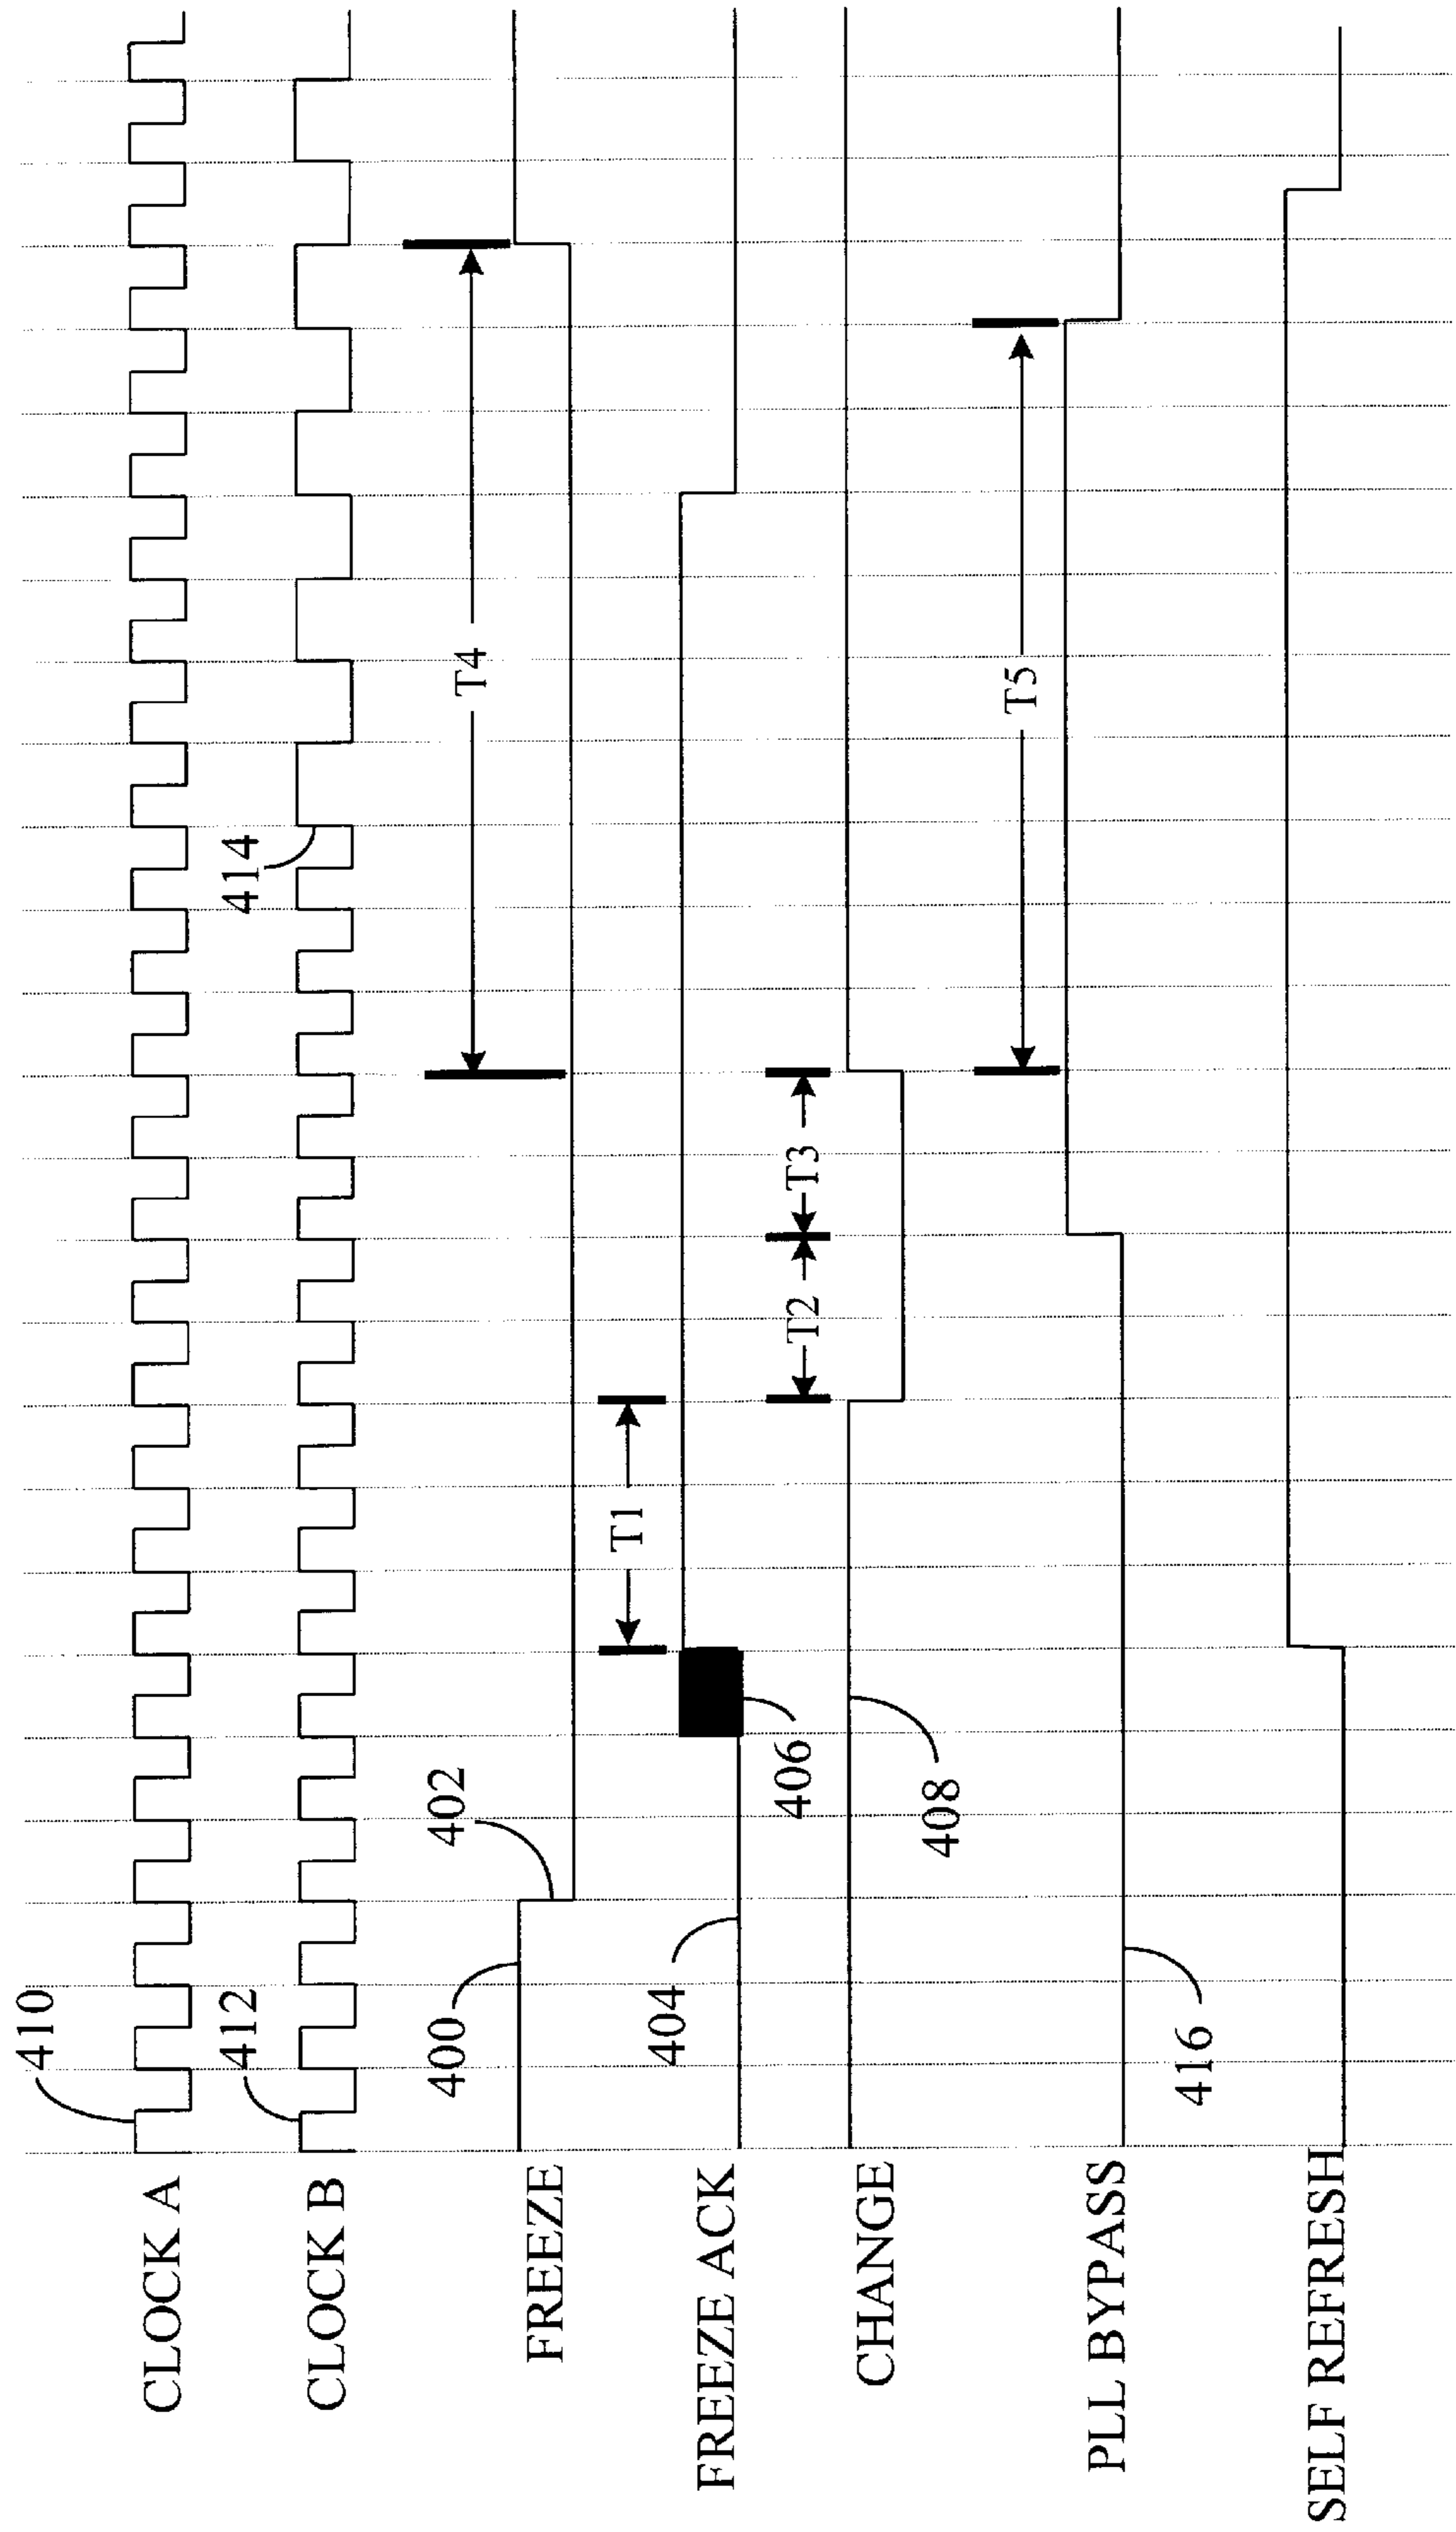 CLOCK A
410
CLOCK B
412
414
FREEZE
400
402
T4
FREEZE ACK
404
406
T1
CHANGE
408
T2
T3
PLL BYPASS
416
T5
SELF REFRESH